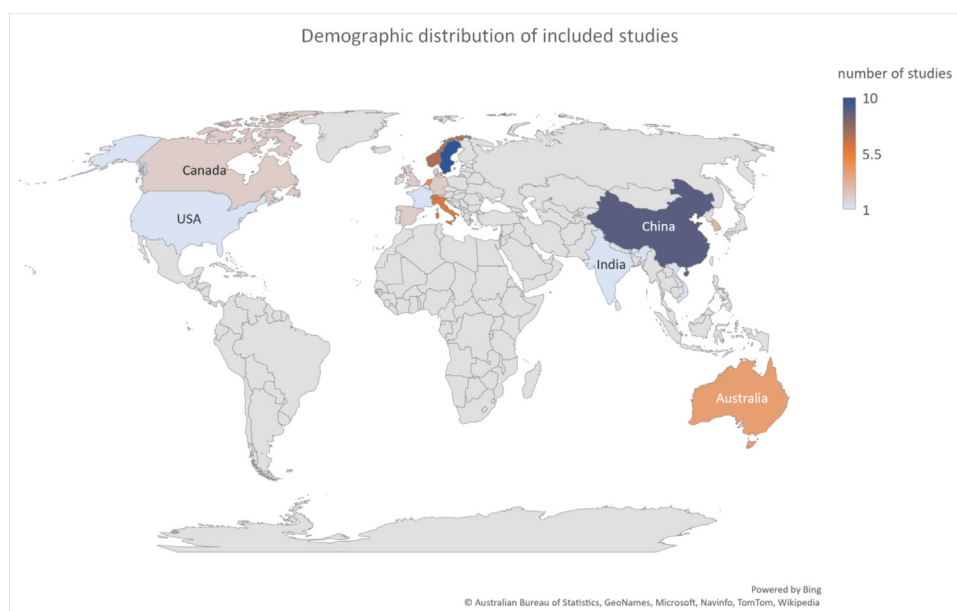 Demographic distribution of included studies
number of studies
10
5.5
1
Canada
USA
China
India
Australia
Powered by Bing
© Australian Bureau of Statistics, GeoNames, Microsoft, Navinfo, TomTom, Wikipedia